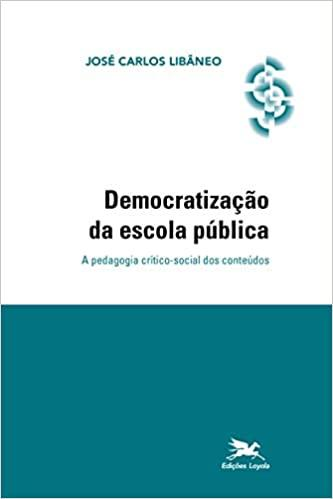 JOSÉ CARLOS LIBÂNEO
Democratização
da escola pública
A pedagogia crítico-social dos conteúdos
Edições Loyola